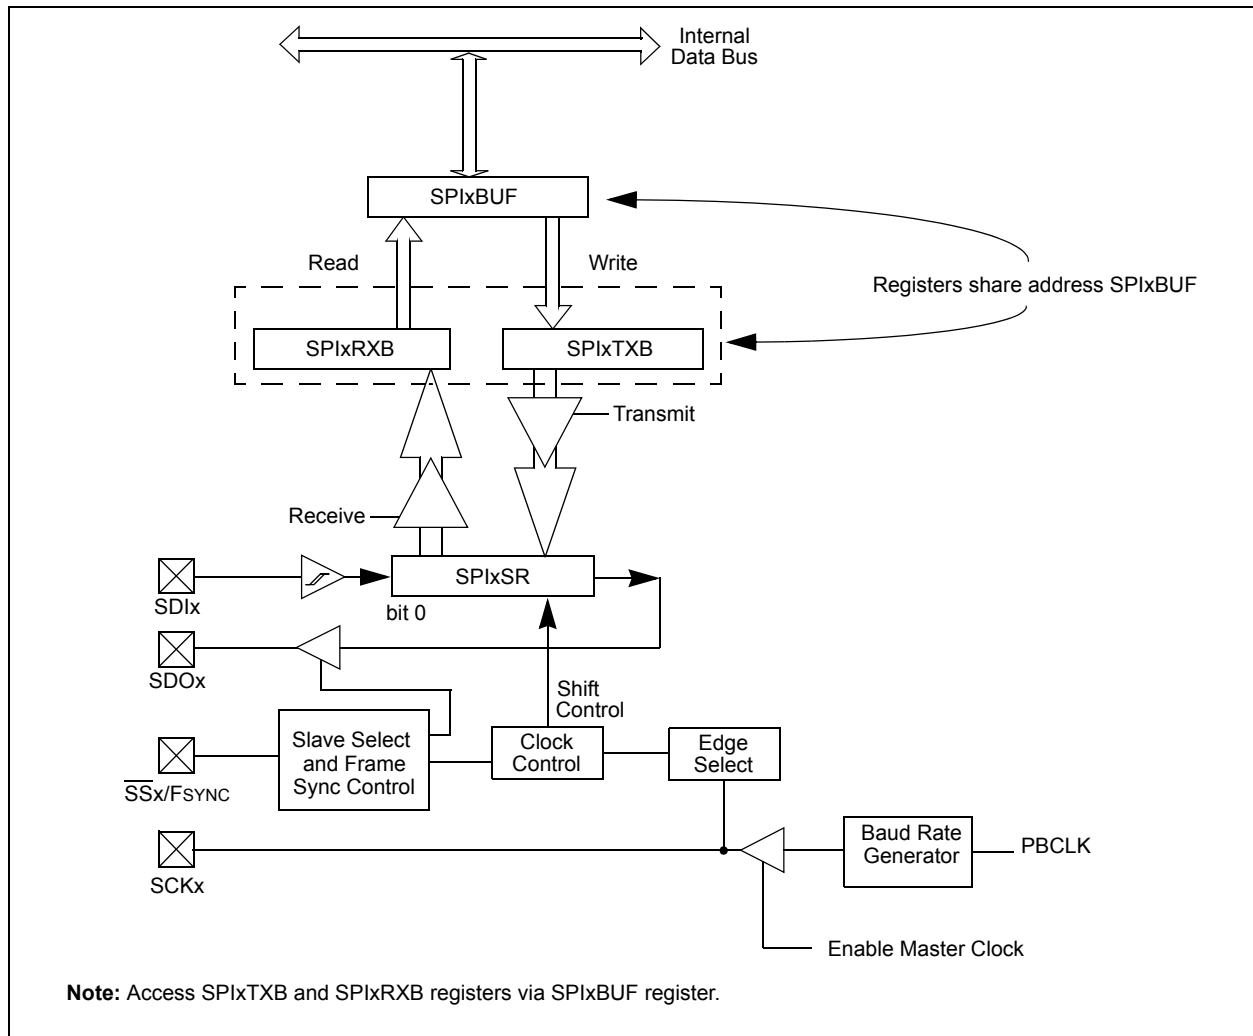 Internal
Data Bus
SPIxBUF
Read
Write
Registers share address SPIxBUF
SPIxRXB
SPIxTXB
Transmit
Receive
SPIxSR
SDIx
bit 0
SDOx
Shift
Control
Slave Select
and Frame
Sync Control
Clock
Control
Edge
Select
S̅S̅x/FSYNC
Baud Rate
Generator
PBCLK
SCKx
Enable Master Clock
Note: Access SPIxTXB and SPIxRXB registers via SPIxBUF register.